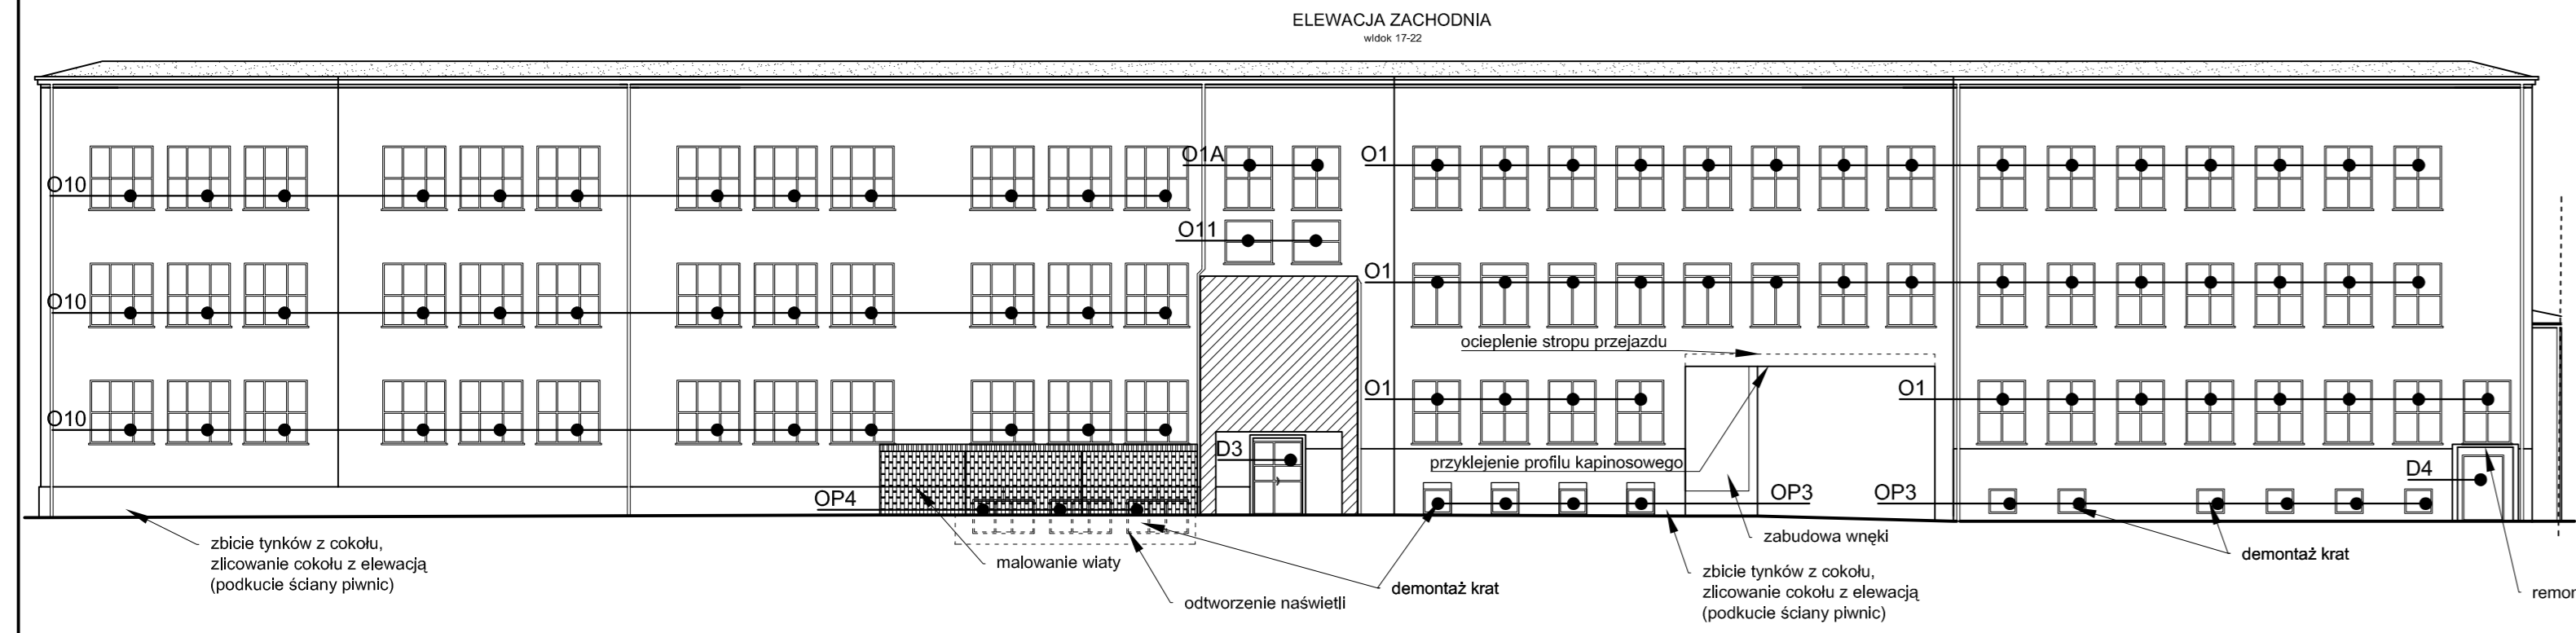 ELEWACJA ZACHODNIA
widok 17-22
O10
O1A
O1
O11
O10
O1
ocieplenie stropu przejazdu
O10
O1
O1
D3
przyklejenie profilu kapinosowego
D4
OP4
OP3
OP3
zbicie tynków z cokołu,
zlicowanie cokołu z elewacją
(podkucie ściany piwnic)
malowanie wiaty
odtworzenie naświetli
demontaż krat
zabudowa wnęki
zbicie tynków z cokołu,
zlicowanie cokołu z elewacją
(podkucie ściany piwnic)
demontaż krat
remon